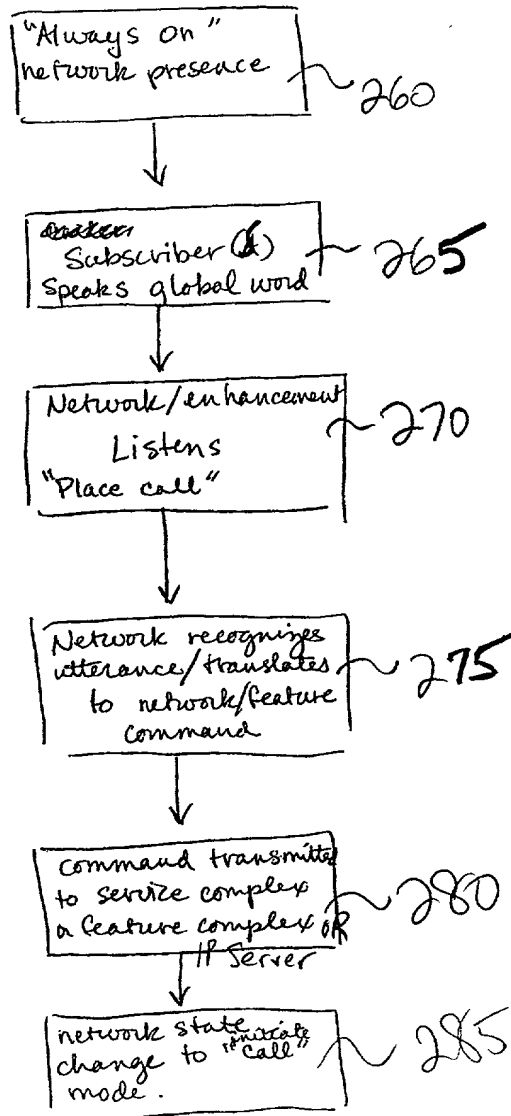 "Always on"
network presence
260
Subscriber (s)
Speaks global word
265
Network/enhancement
Listens
"Place call"
270
Network recognizes
utterance/translates
to network/feature
command
275
command transmitted
to service complex
a feature complex OR
IP Server
280
network state
change to "initiate
call"
mode.
285